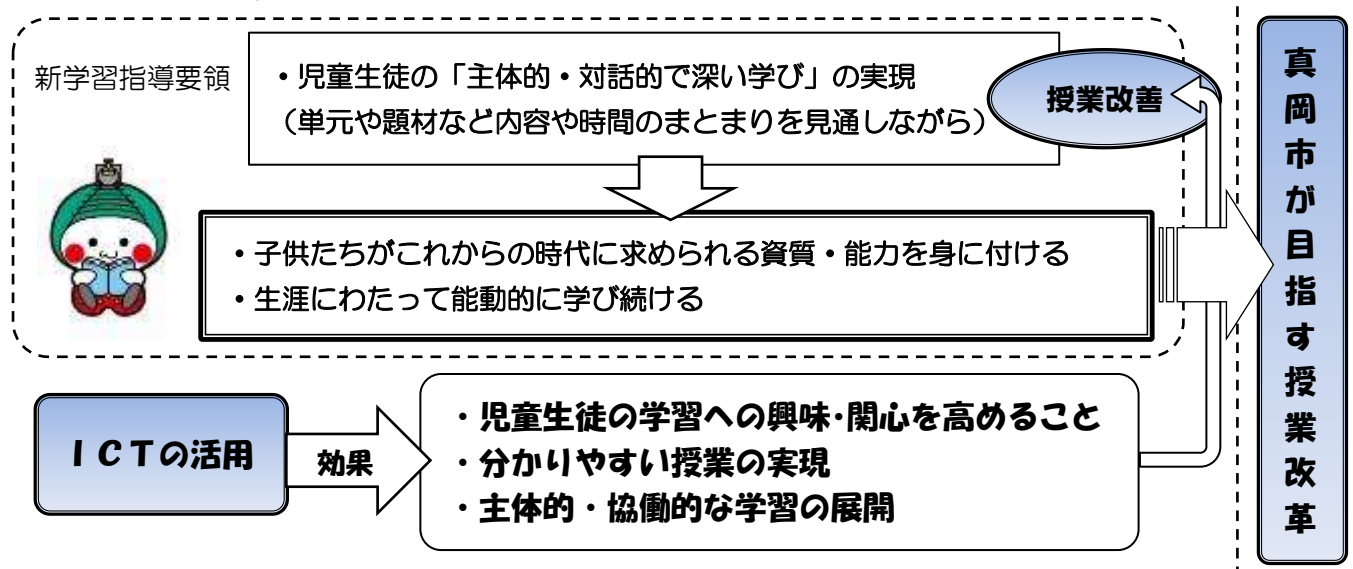 新学習指導要領
・児童生徒の「主体的・対話的で深い学び」の実現
（単元や題材など内容や時間のまとまりを見通しながら）
授業改善
・子供たちがこれからの時代に求められる資質・能力を身に付ける
・生涯にわたって能動的に学び続ける
ＩＣＴの活用
効果
・児童生徒の学習への興味・関心を高めること
・分かりやすい授業の実現
・主体的・協働的な学習の展開
真岡市が目指す授業改革